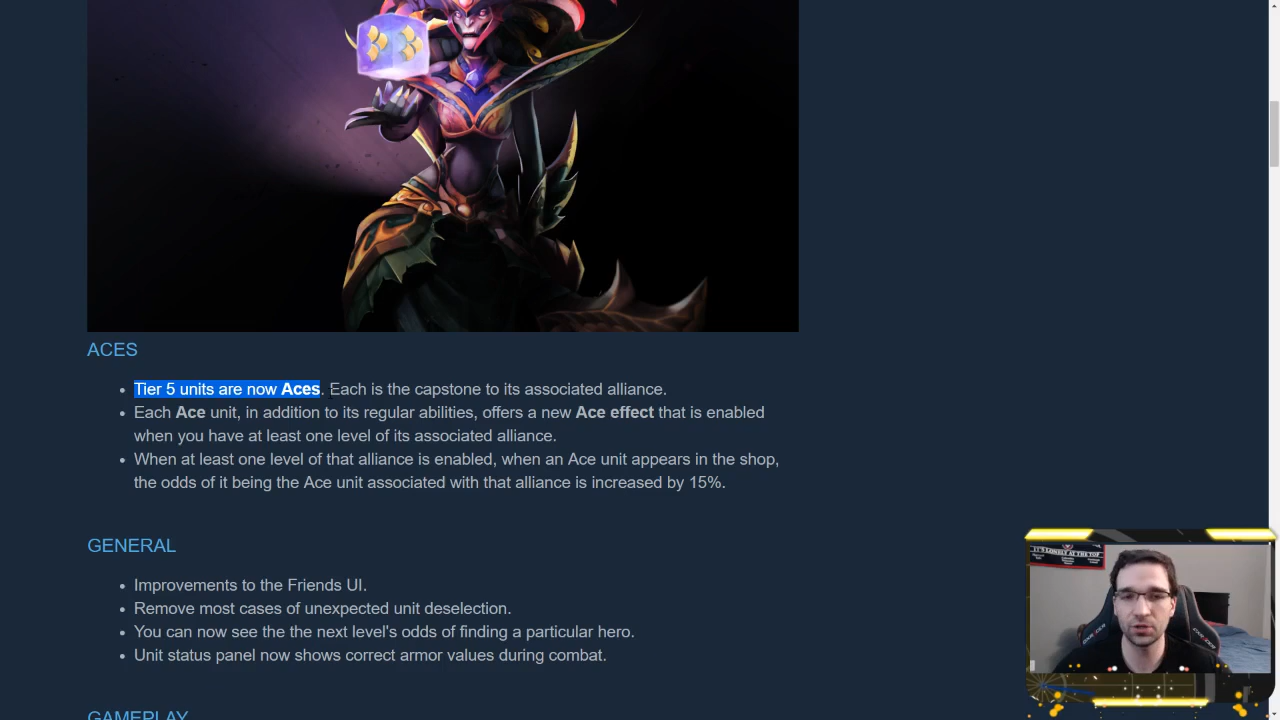 ACES
Tier 5 units are now Aces. Each is the capstone to its associated alliance.
Each Ace unit, in addition to its regular abilities, offers a new Ace effect that is enabled
when you have at least one level of its associated alliance.
When at least one level of that alliance is enabled, when an Ace unit appears in the shop,
the odds of it being the Ace unit associated with that alliance is increased by 15%.
GENERAL
Improvements to the Friends UI.
Remove most cases of unexpected unit deselection.
You can now see the the next level's odds of finding a particular hero.
Unit status panel now shows correct armor values during combat.
IT'S LONELY AT THE TOP
GAMEPLAY